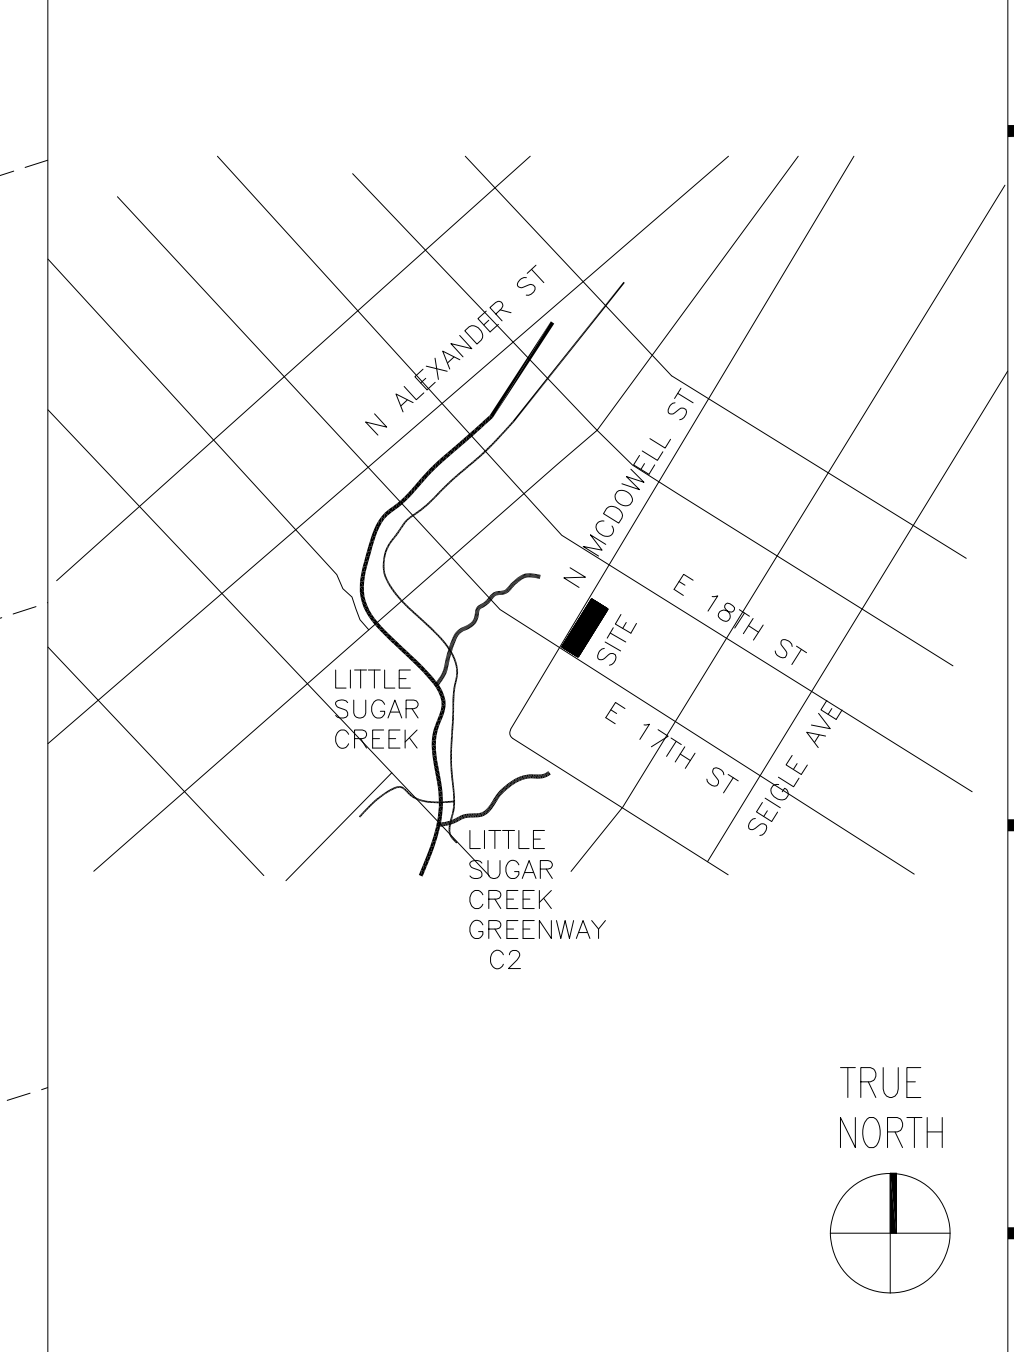 N ALEXANDER ST
N MCDOWELL ST
E 18TH ST
SITE
LITTLE
SUGAR
CREEK
E 17TH ST
SEIGLE AVE
LITTLE
SUGAR
CREEK
GREENWAY
C2
TRUE
NORTH